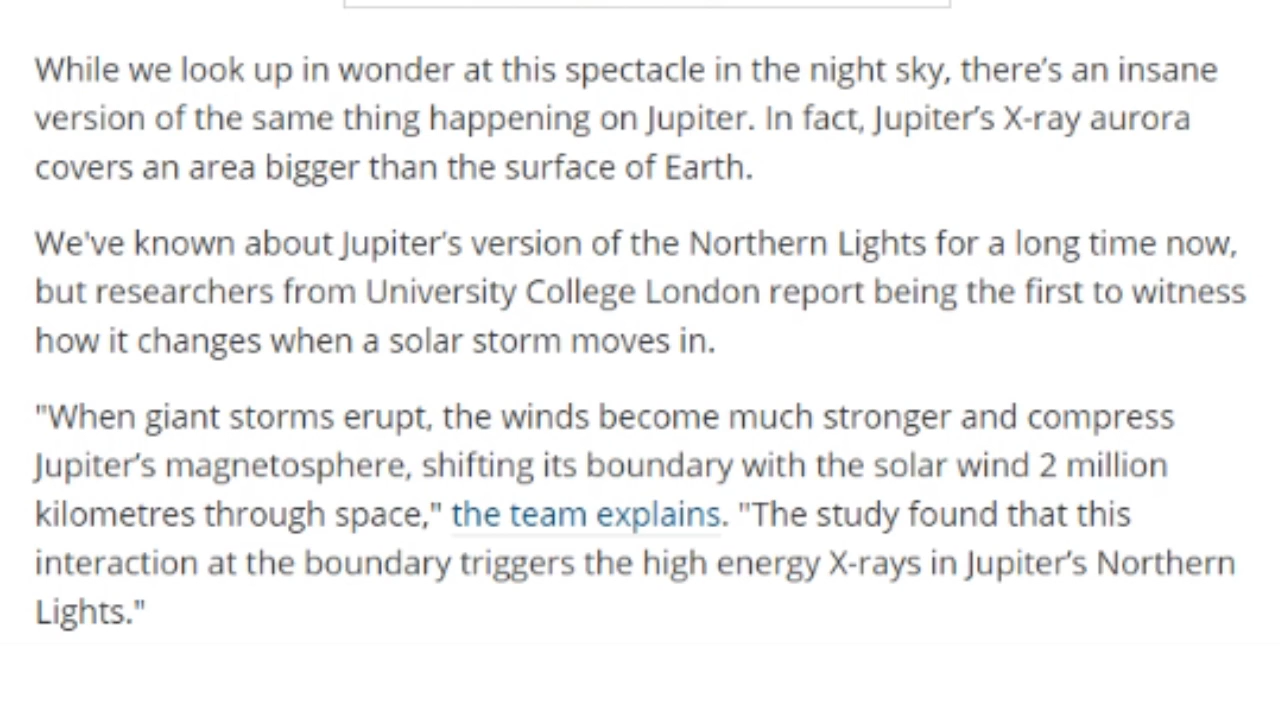 While we look up in wonder at this spectacle in the night sky, there’s an insane
version of the same thing happening on Jupiter. In fact, Jupiter’s X-ray aurora
covers an area bigger than the surface of Earth.
We've known about Jupiter’s version of the Northern Lights for a long time now,
but researchers from University College London report being the first to witness
how it changes when a solar storm moves in.
"When giant storms erupt, the winds become much stronger and compress
Jupiter’s magnetosphere, shifting its boundary with the solar wind 2 million
kilometres through space," the team explains. "The study found that this
interaction at the boundary triggers the high energy X-rays in Jupiter’s Northern
Lights."